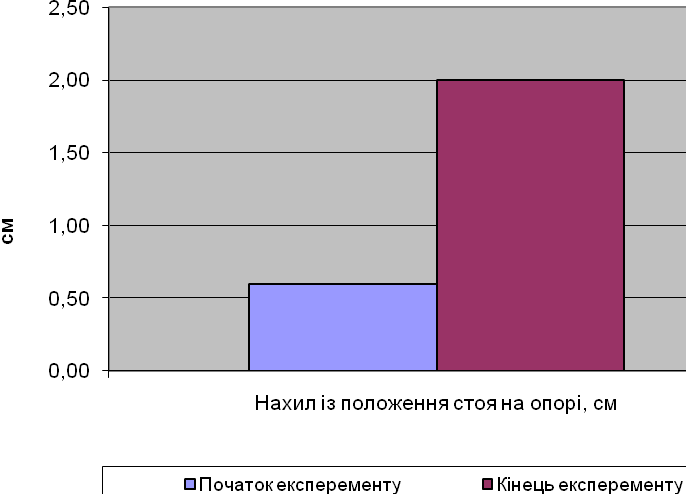 2,50
2,00
1,50
1,00
0,50
0,00
см
Нахил із положення стоя на опорі, см
Початок експеременту
Кінець експеременту